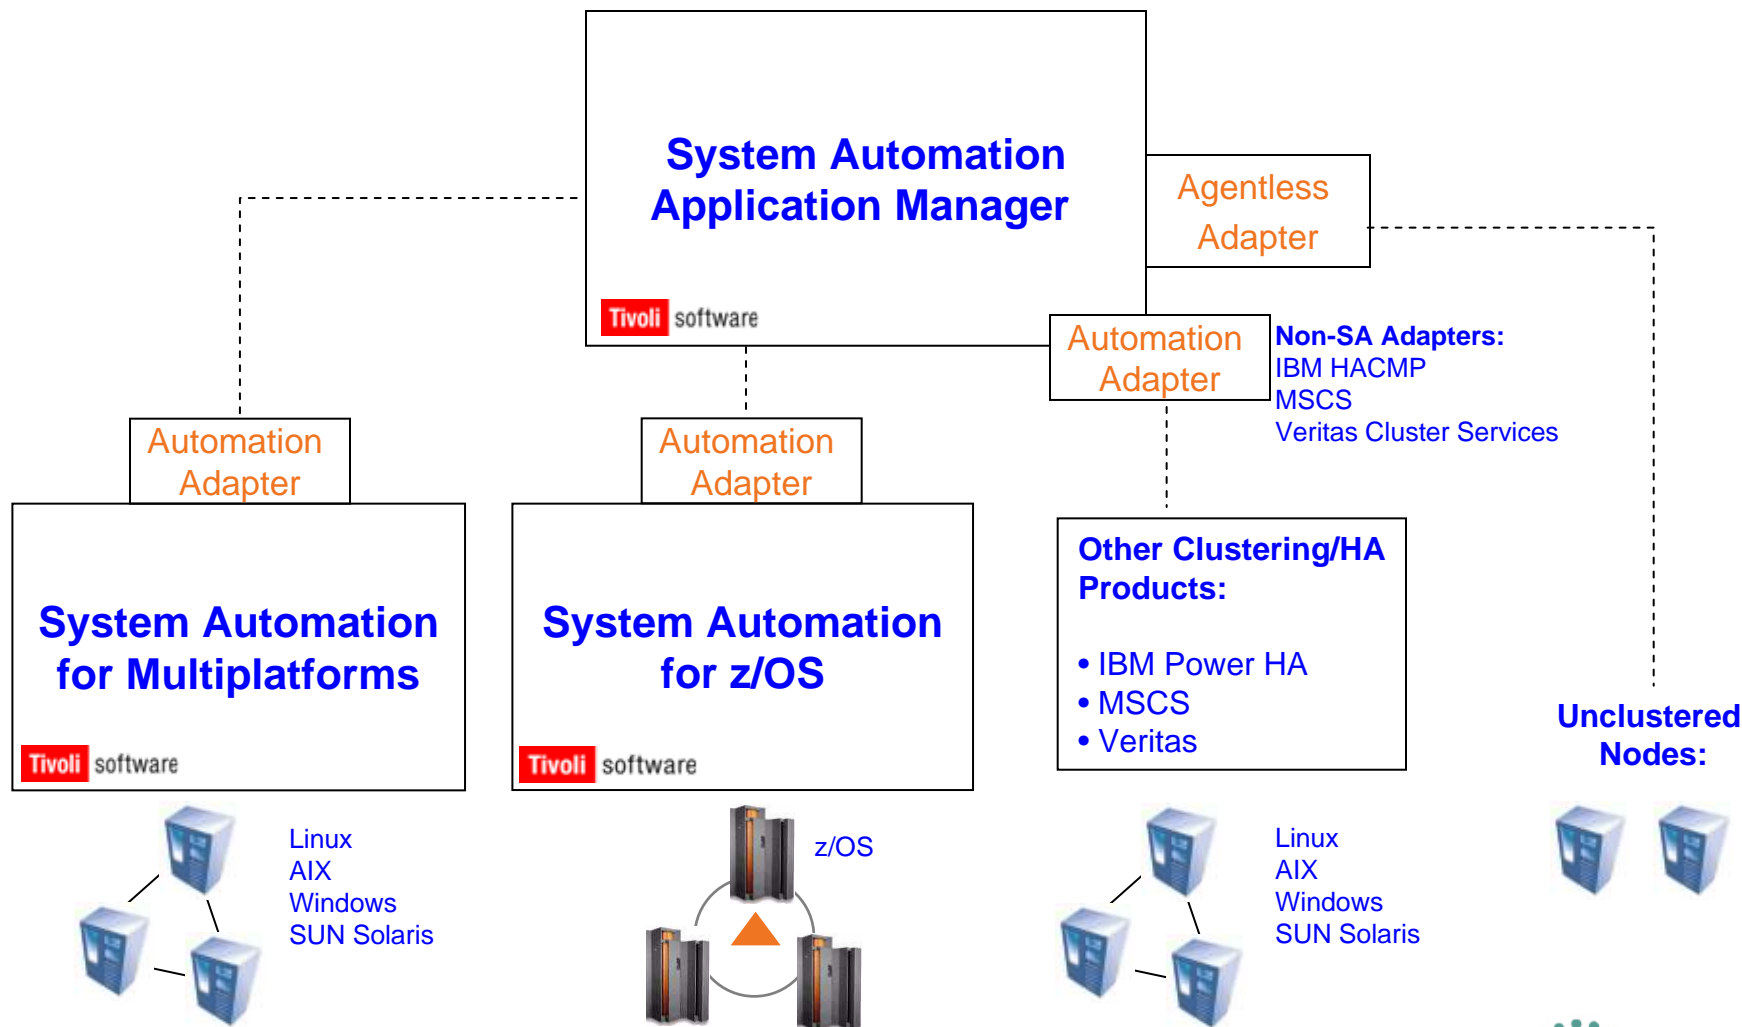 System Automation
Application Manager
Tivoli software
Agentless
Adapter
Automation
Adapter
Non-SA Adapters:
IBM HACMP
MSCS
Veritas Cluster Services
Automation
Adapter
System Automation
for Multiplatforms
Tivoli software
Automation
Adapter
System Automation
for z/OS
Tivoli software
Other Clustering/HA
Products:
• IBM Power HA
• MSCS
• Veritas
Unclustered
Nodes:
Linux
AIX
Windows
SUN Solaris
z/OS
Linux
AIX
Windows
SUN Solaris